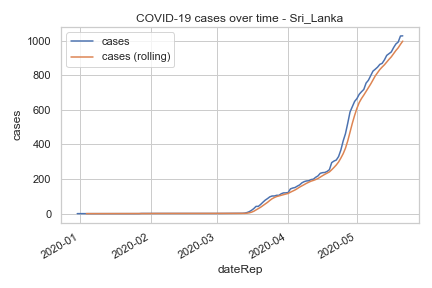 COVID-19 cases over time - Sri_Lanka
cases
cases (rolling)
1000
800
600
400
200
0
cases
2020-01
2020-02
2020-03
2020-04
2020-05
dateRep